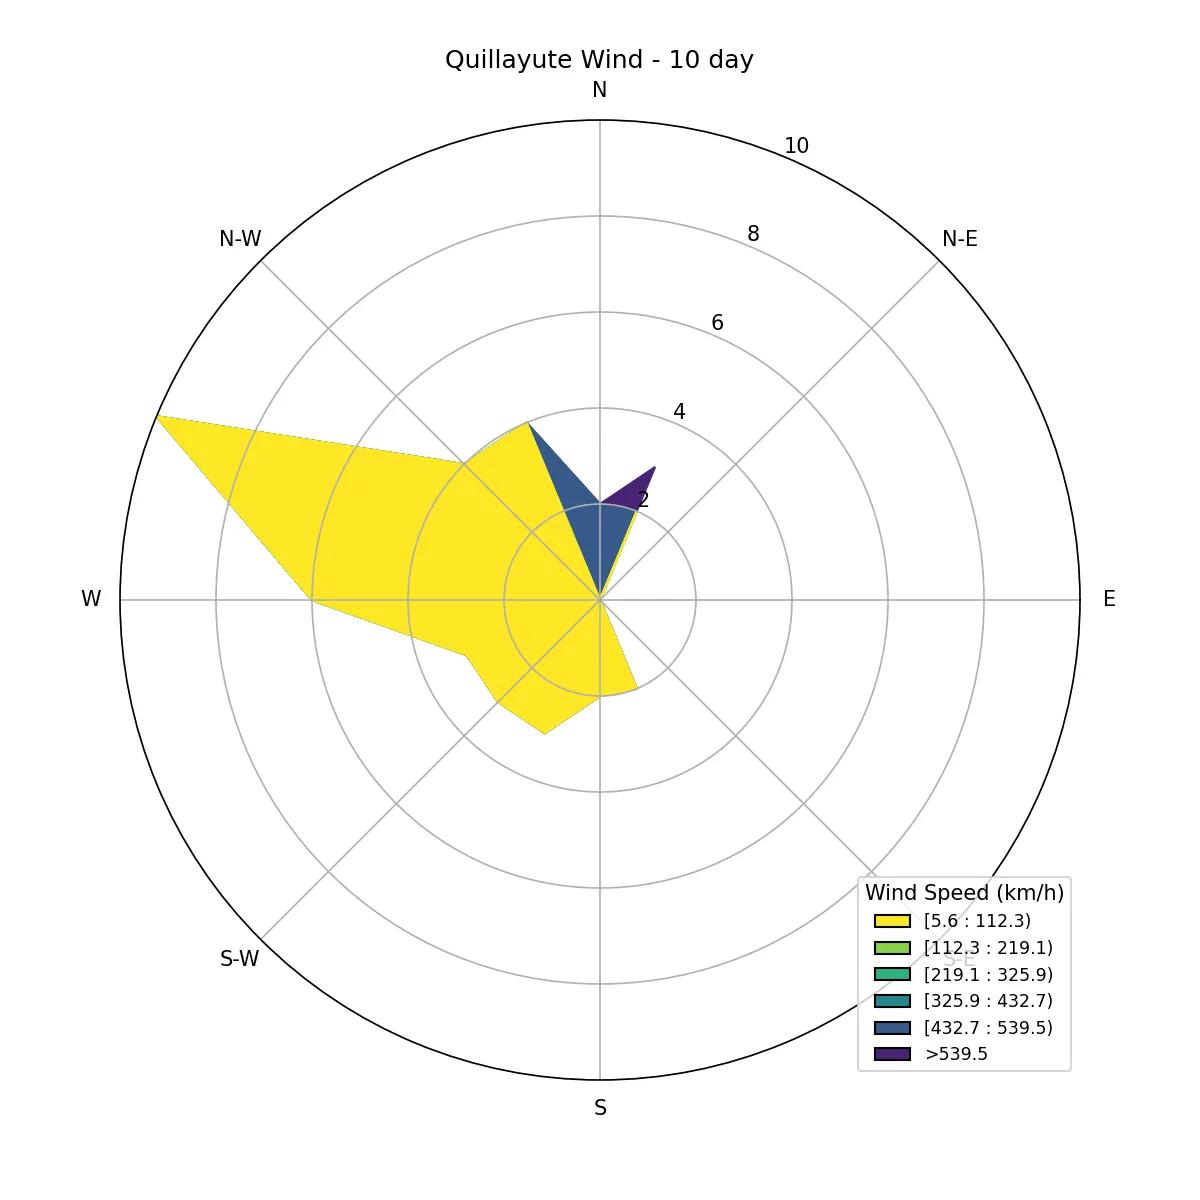 Quillayute Wind - 10 day
N
10
N-W
8
N-E
6
4
2
W
E
Wind Speed (km/h)
[5.6 : 112.3)
[112.3 : 219.1)
S-W
S-E
[219.1 : 325.9)
[325.9 : 432.7)
[432.7 : 539.5)
>539.5
S